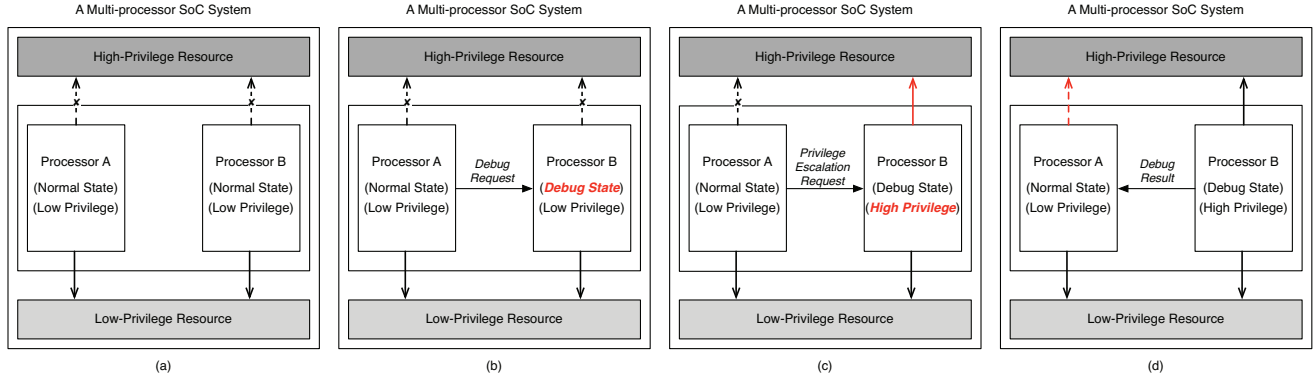 A Multi-processor SoC System
High-Privilege Resource
Processor A
(Normal State)
(Low Privilege)
Processor B
(Normal State)
(Low Privilege)
Low-Privilege Resource
(a)
A Multi-processor SoC System
High-Privilege Resource
Processor A
(Normal State)
(Low Privilege)
Debug
Request
Processor B
(Debug State)
(Low Privilege)
Low-Privilege Resource
(b)
A Multi-processor SoC System
High-Privilege Resource
Processor A
(Normal State)
(Low Privilege)
Privilege
Escalation
Request
Processor B
(Debug State)
(High Privilege)
Low-Privilege Resource
(c)
A Multi-processor SoC System
High-Privilege Resource
Processor A
(Normal State)
(Low Privilege)
Debug
Result
Processor B
(Debug State)
(High Privilege)
Low-Privilege Resource
(d)